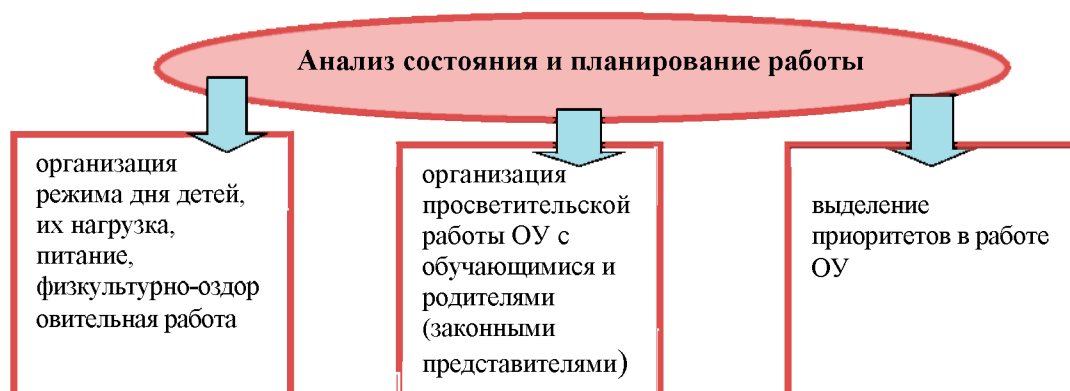 Анализ состояния и планирование работы
организация
режима дня детей,
их нагрузка,
питание,
физкультурно-оздор
овительная работа
организация
просветительской
работы ОУ с
обучающимися и
родителями
(законными
представителями)
выделение
приоритетов в работе
ОУ